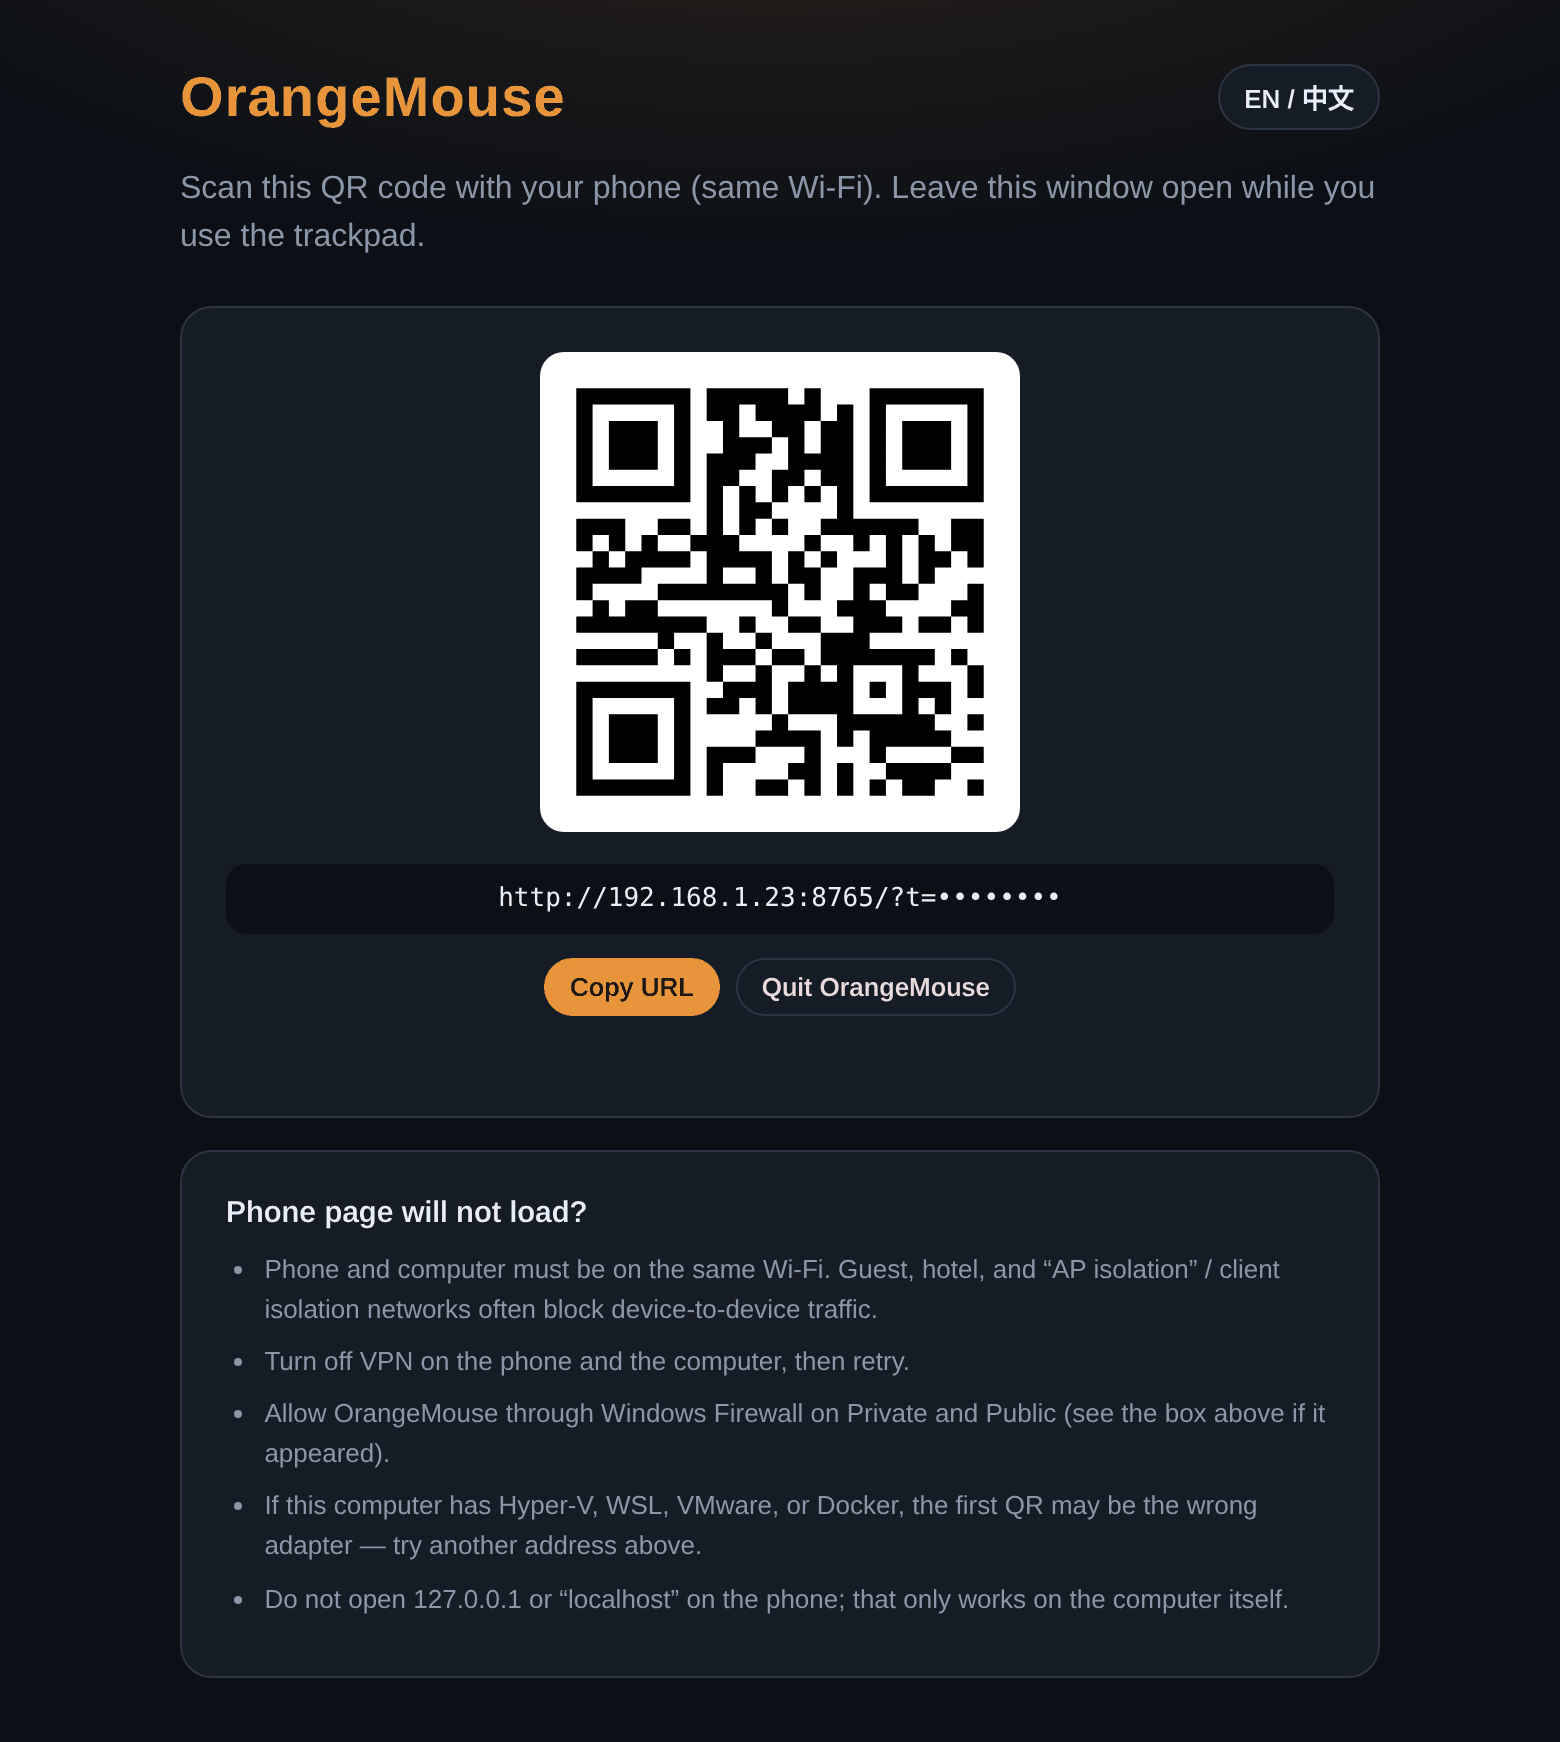 OrangeMouse
EN / 中文
Scan this QR code with your phone (same Wi-Fi). Leave this window open while you
use the trackpad.
http://192.168.1.23:8765/?t=••••••••
Copy URL
Quit OrangeMouse
Phone page will not load?
• Phone and computer must be on the same Wi-Fi. Guest, hotel, and “AP isolation” / client
isolation networks often block device-to-device traffic.
• Turn off VPN on the phone and the computer, then retry.
• Allow OrangeMouse through Windows Firewall on Private and Public (see the box above if it
appeared).
• If this computer has Hyper-V, WSL, VMware, or Docker, the first QR may be the wrong
adapter — try another address above.
• Do not open 127.0.0.1 or “localhost” on the phone; that only works on the computer itself.